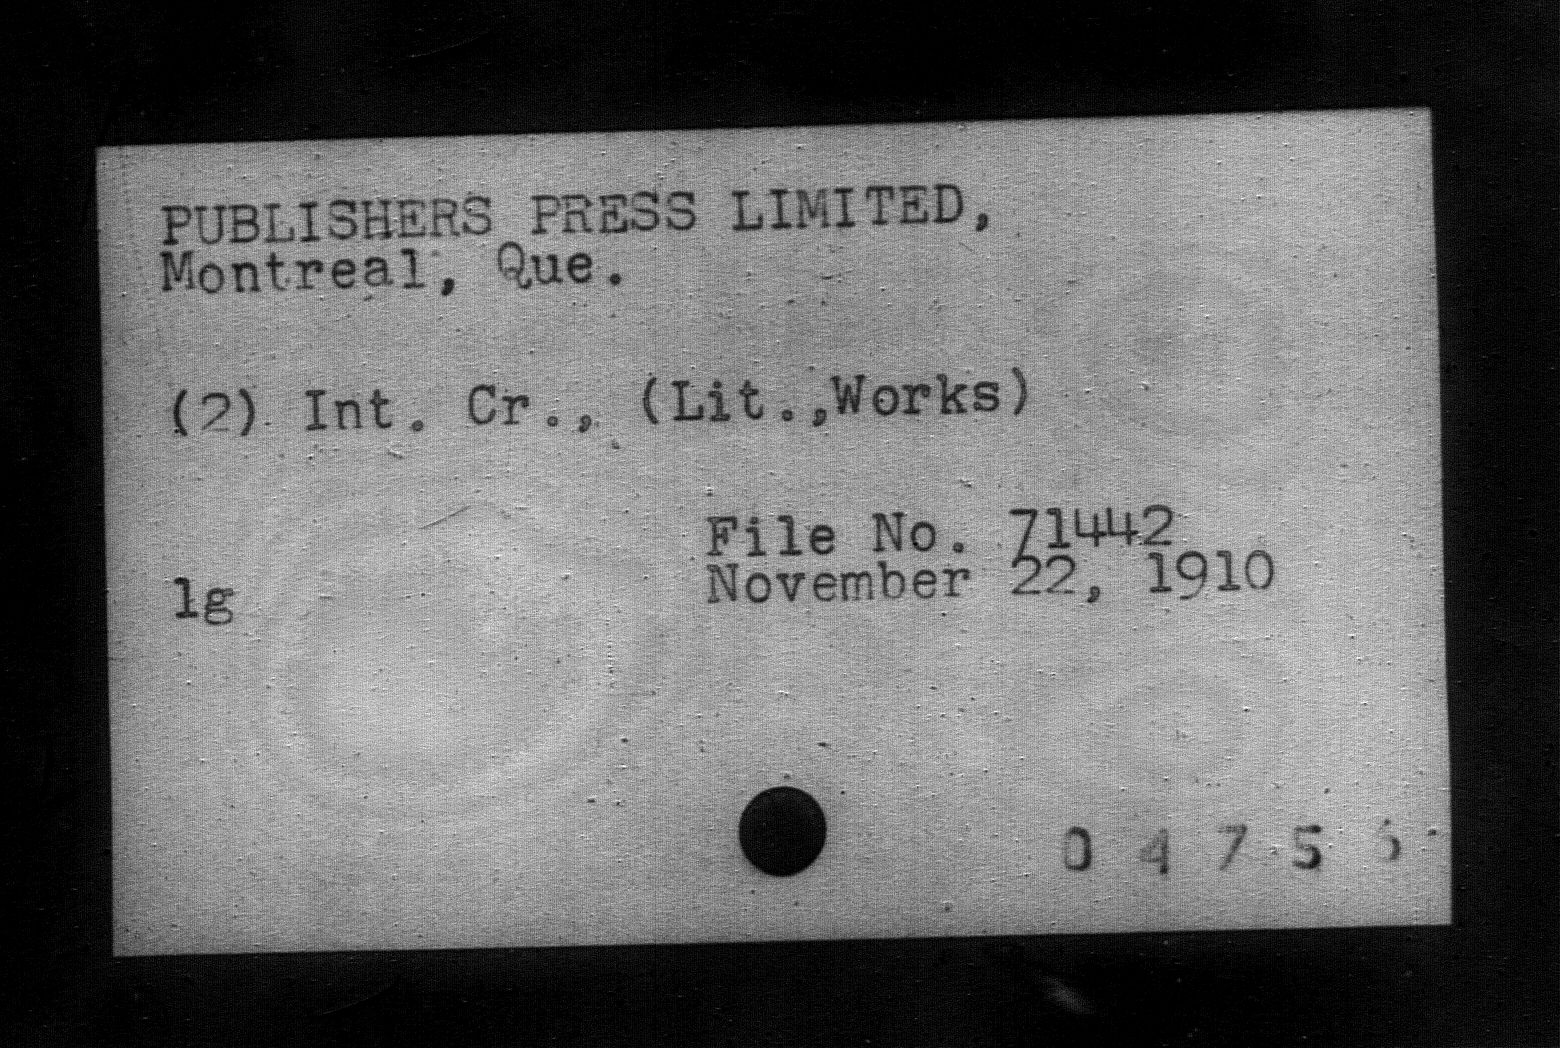 PUBLISHERS PRESS LIMITED,
Montreal, Que.
(2) Int. Cr., (Lit.,Works)
File No. 71442
lg
November 22, 1910
0 4 7 5